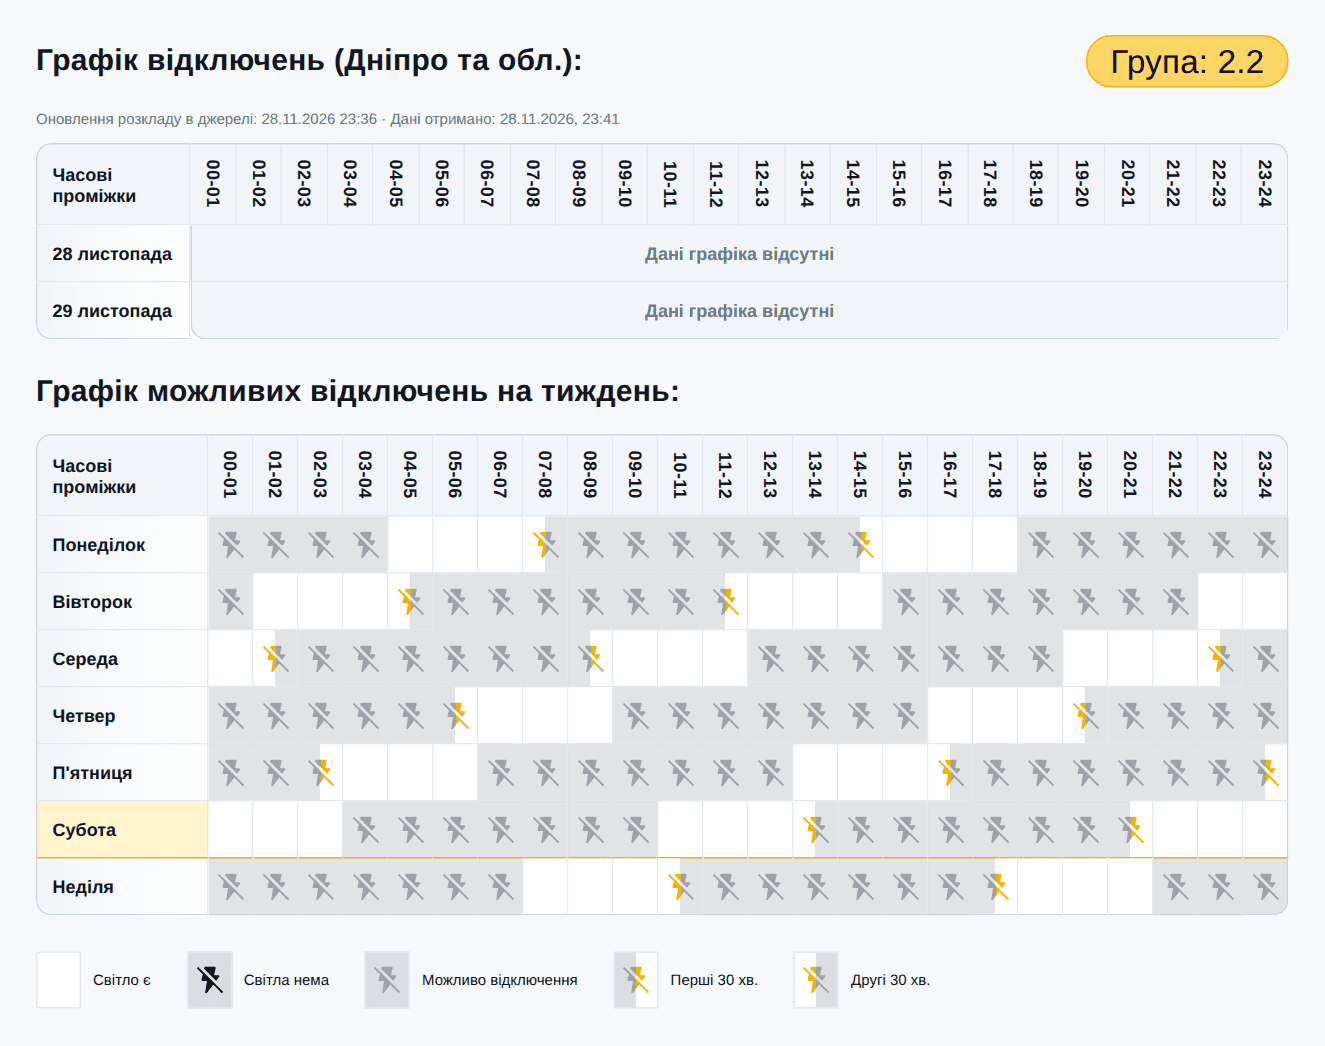 Графік відключень (Дніпро та обл.):
Група: 2.2
Оновлення розкладу в джерелі: 28.11.2026 23:36 · Дані отримано: 28.11.2026, 23:41
Часові
проміжки
00-01 01-02 02-03 03-04 04-05 05-06 06-07 07-08 08-09 09-10 10-11 11-12 12-13 13-14 14-15 15-16 16-17 17-18 18-19 19-20 20-21 21-22 22-23 23-24
28 листопада Дані графіка відсутні
29 листопада Дані графіка відсутні
Графік можливих відключень на тиждень:
Часові
проміжки
00-01 01-02 02-03 03-04 04-05 05-06 06-07 07-08 08-09 09-10 10-11 11-12 12-13 13-14 14-15 15-16 16-17 17-18 18-19 19-20 20-21 21-22 22-23 23-24
Понеділок
Вівторок
Середа
Четвер
П'ятниця
Субота
Неділя
Світло є Світла нема Можливо відключення Перші 30 хв. Другі 30 хв.